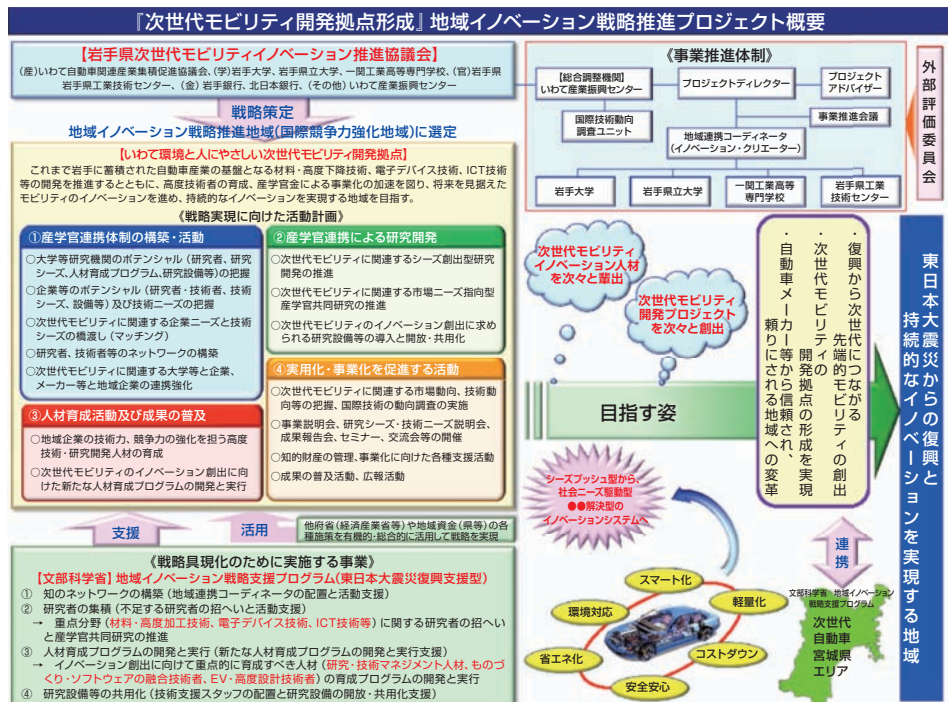 『次世代モビリティ開発拠点形成』地域イノベーション戦略推進プロジェクト概要
【岩手県次世代モビリティイノベーション推進協議会】
(産)いわて自動車関連産業集積促進協議会、(学)岩手大学、岩手県立大学、一関工業高等専門学校、(官)岩手県
岩手県工業技術センター、(金)岩手銀行、北日本銀行、(その他)いわて産業振興センター
戦略策定
地域イノベーション戦略推進地域(国際競争力強化地域)に選定
【いわて環境と人にやさしい次世代モビリティ開発拠点】
これまで岩手に蓄積された自動車産業の基盤となる材料・高度下降技術、電子デバイス技術、ICT技術
等の開発を推進するとともに、高度技術者の育成、産学官金による事業化の加速を図り、将来を見据えた
モビリティのイノベーションを進め、持続的なイノベーションを実現する地域を目指す。
《戦略実現に向けた活動計画》
①産学官連携体制の構築・活動
○大学等研究機関のポテンシャル(研究者、研究
シーズ、人材育成プログラム、研究設備等)の把握
○企業等のポテンシャル(研究者・技術者、技術
シーズ、設備等)及び技術ニーズの把握
○次世代モビリティに関連する企業ニーズと技術
シーズの橋渡し(マッチング)
○研究者、技術者等のネットワークの構築
○次世代モビリティに関連する大学等と企業、
メーカー等と地域企業の連携強化
②産学官連携による研究開発
○次世代モビリティに関連するシーズ創出型研究
開発の推進
○次世代モビリティに関連する市場ニーズ指向型
産学官共同研究の推進
○次世代モビリティのイノベーション創出に求め
られる研究設備等の導入と開放・共用化
③人材育成活動及び成果の普及
○地域企業の技術力、競争力の強化を担う高度
技術・研究開発人材の育成
○次世代モビリティのイノベーション創出に向
けた新たな人材育成プログラムの開発と実行
④実用化・事業化を促進する活動
○次世代モビリティに関連する市場動向、技術動
向等の把握、国際技術の動向調査の実施
○事業説明会、研究シーズ・技術ニーズ説明会、
成果報告会、セミナー、交流会等の開催
○知的財産の管理、事業化に向けた各種支援活動
○成果の普及活動、広報活動
支援
活用
他府省(経済産業省等)や地域資金(県等)の各
種施策を有機的・総合的に活用して戦略を実現
《戦略具現化のために実施する事業》
【文部科学省】地域イノベーション戦略支援プログラム(東日本大震災復興支援型)
① 知のネットワークの構築(地域連携コーディネータの配置と活動支援)
② 研究者の集積(不足する研究者の招へいと活動支援)
→ 重点分野(材料・高度加工技術、電子デバイス技術、ICT技術等)に関する研究者の招へい
と産学官共同研究の推進
③ 人材育成プログラムの開発と実行(新たな人材育成プログラムの開発と実行支援)
→ イノベーション創出に向けて重点的に育成すべき人材(研究・技術マネジメント人材、ものづ
くり・ソフトウェアの融合技術者、EV・高度設計技術者)の育成プログラムの開発と実行
④ 研究設備等の共用化(技術支援スタッフの配置と研究設備の開放・共用化支援)
《事業推進体制》
【総合調整機関】
いわて産業振興センター
プロジェクトディレクター
プロジェクト
アドバイザー
国際技術動向
調査ユニット
事業推進会議
地域連携コーディネータ
(イノベーション・クリエーター)
岩手大学
岩手県立大学
一関工業高等
専門学校
岩手県工業
技術センター
外部評価委員会
次世代モビリティ
イノベーション人材
を次々と輩出
次世代モビリティ
開発プロジェクト
を次々と創出
目指す姿
・復興から次世代につながる
先端的モビリティの創出
・次世代モビリティの
開発拠点の形成を実現
・自動車メーカー等から信頼され、
頼りにされる地域への変革
東日本大震災からの復興と
持続的なイノベーションを実現する地域
シーズプッシュ型から、
社会ニーズ駆動型
●●解決型の
イノベーションシステムへ
スマート化
環境対応
軽量化
省エネ化
コストダウン
安全安心
連携
文部科学省 地域イノベーション
戦略支援プログラム
次世代
自動車
宮城県
エリア